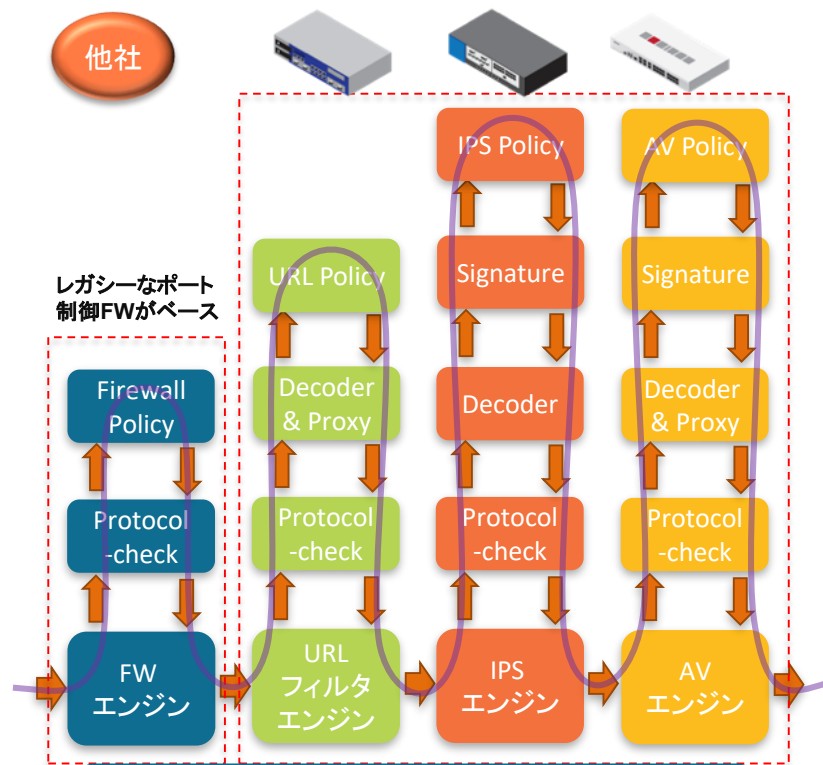 他社
レガシーなポート
制御FWがベース
Firewall
Policy
Protocol
-check
FW
エンジン
URL Policy
Decoder
& Proxy
Protocol
-check
URL
フィルタ
エンジン
IPS Policy
Signature
Decoder
Protocol
-check
IPS
エンジン
AV Policy
Signature
Decoder
& Proxy
Protocol
-check
AV
エンジン